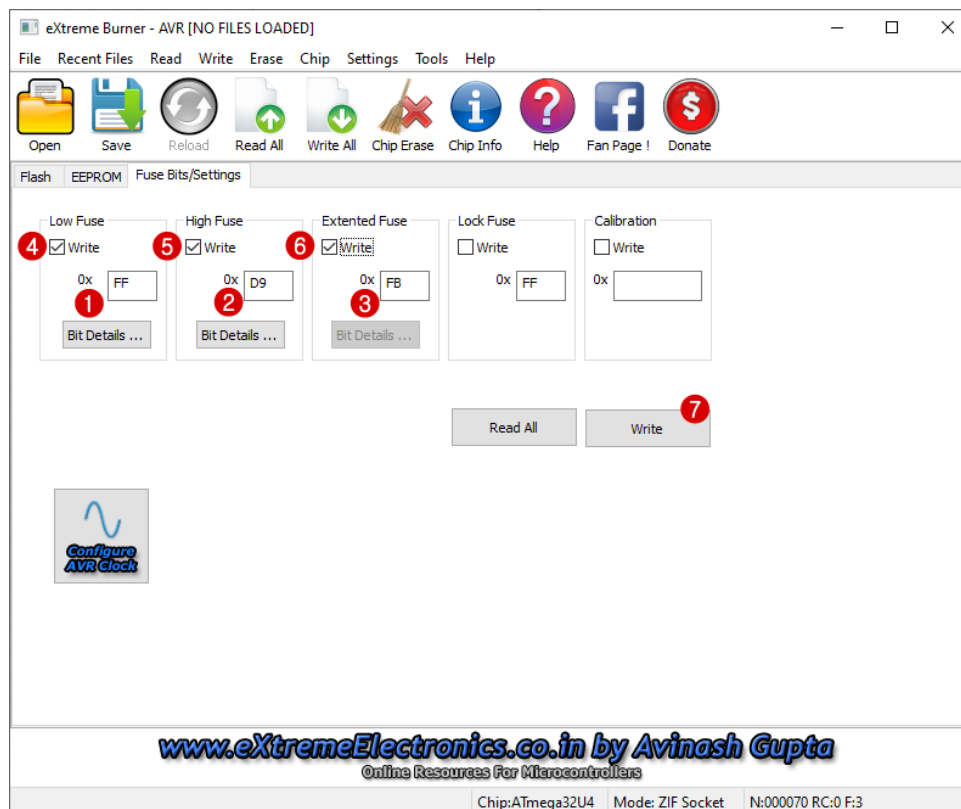 eXtreme Burner - AVR [NO FILES LOADED]
File Recent Files Read Write Erase Chip Settings Tools Help
Open Save Reload Read All Write All Chip Erase Chip Info Help Fan Page ! Donate
Flash EEPROM Fuse Bits/Settings
Low Fuse High Fuse Extented Fuse Lock Fuse Calibration
4 Write 5 Write 6 Write Write Write
0x FF 0x D9 0x FB 0x FF 0x
1 2 3
Bit Details ... Bit Details ... Bit Details ...
7
Read All Write
Configure
AVR Clock
www.eXtremeElectronics.co.in by Avinash Gupta
Online Resources For Microcontrollers
Chip:ATmega32U4 Mode: ZIF Socket N:000070 RC:0 F:3